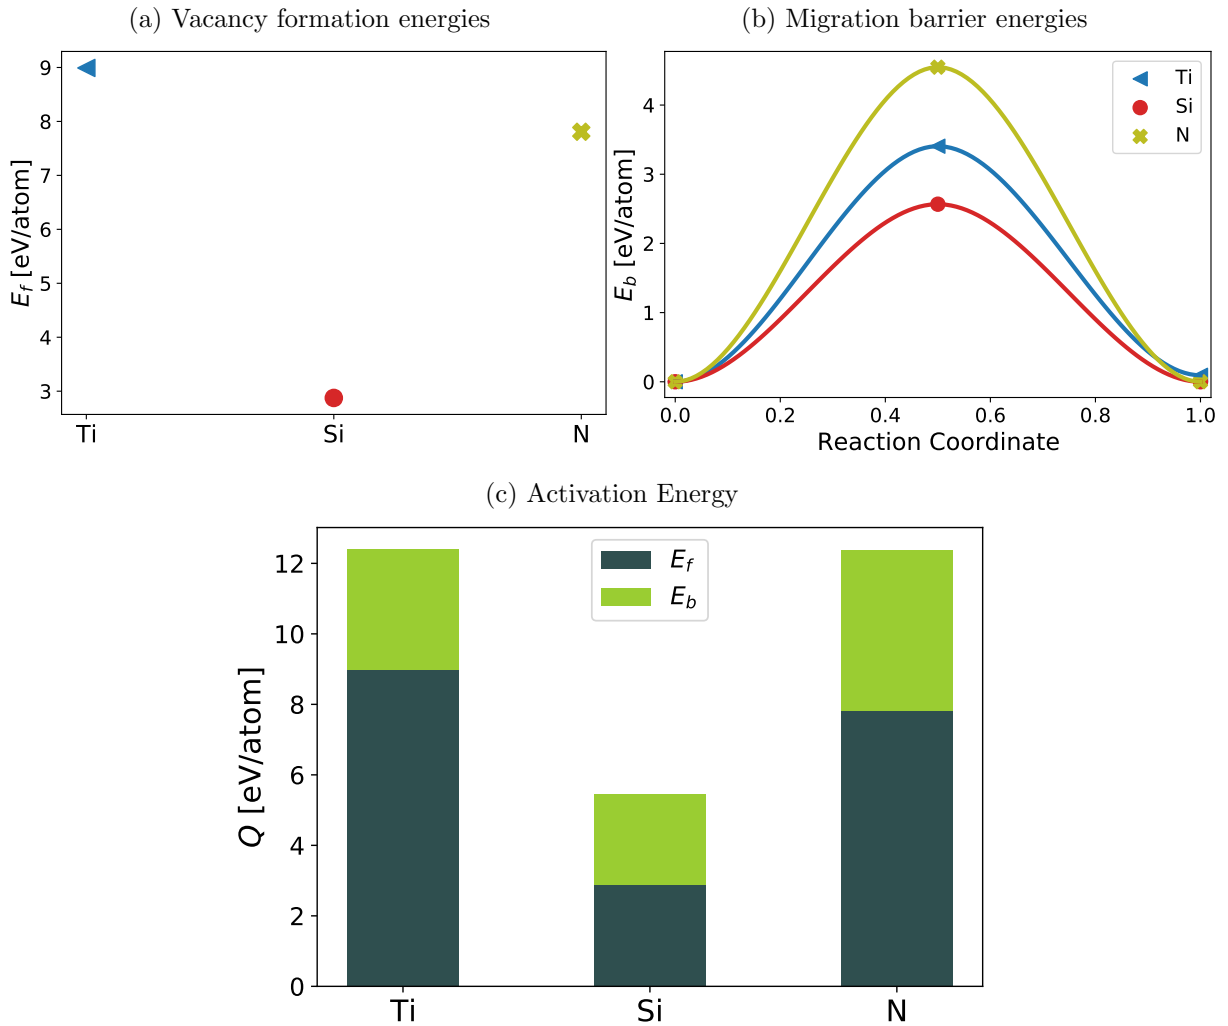 (a) Vacancy formation energies
9
8
7
6
5
4
3
E_f [eV/atom]
Ti Si N
(b) Migration barrier energies
4
3
2
1
0
E_b [eV/atom]
Ti
Si
N
0.0 0.2 0.4 0.6 0.8 1.0
Reaction Coordinate
(c) Activation Energy
12
10
8
6
4
2
0
Q [eV/atom]
E_f
E_b
Ti Si N